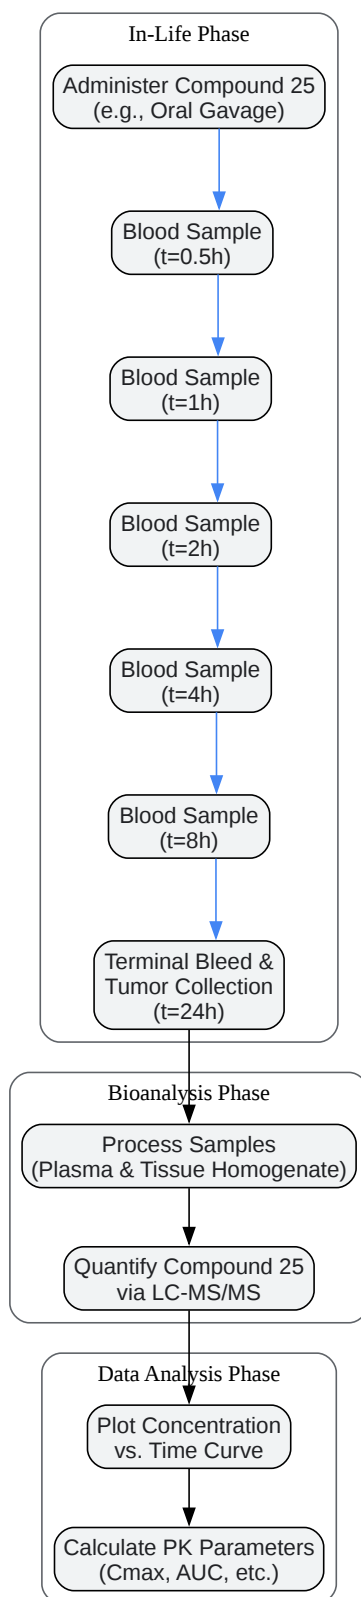 In-Life Phase
Administer Compound 25
(e.g., Oral Gavage)
Blood Sample
(t=0.5h)
Blood Sample
(t=1h)
Blood Sample
(t=2h)
Blood Sample
(t=4h)
Blood Sample
(t=8h)
Terminal Bleed &
Tumor Collection
(t=24h)
Bioanalysis Phase
Process Samples
(Plasma & Tissue Homogenate)
Quantify Compound 25
via LC-MS/MS
Data Analysis Phase
Plot Concentration
vs. Time Curve
Calculate PK Parameters
(Cmax, AUC, etc.)